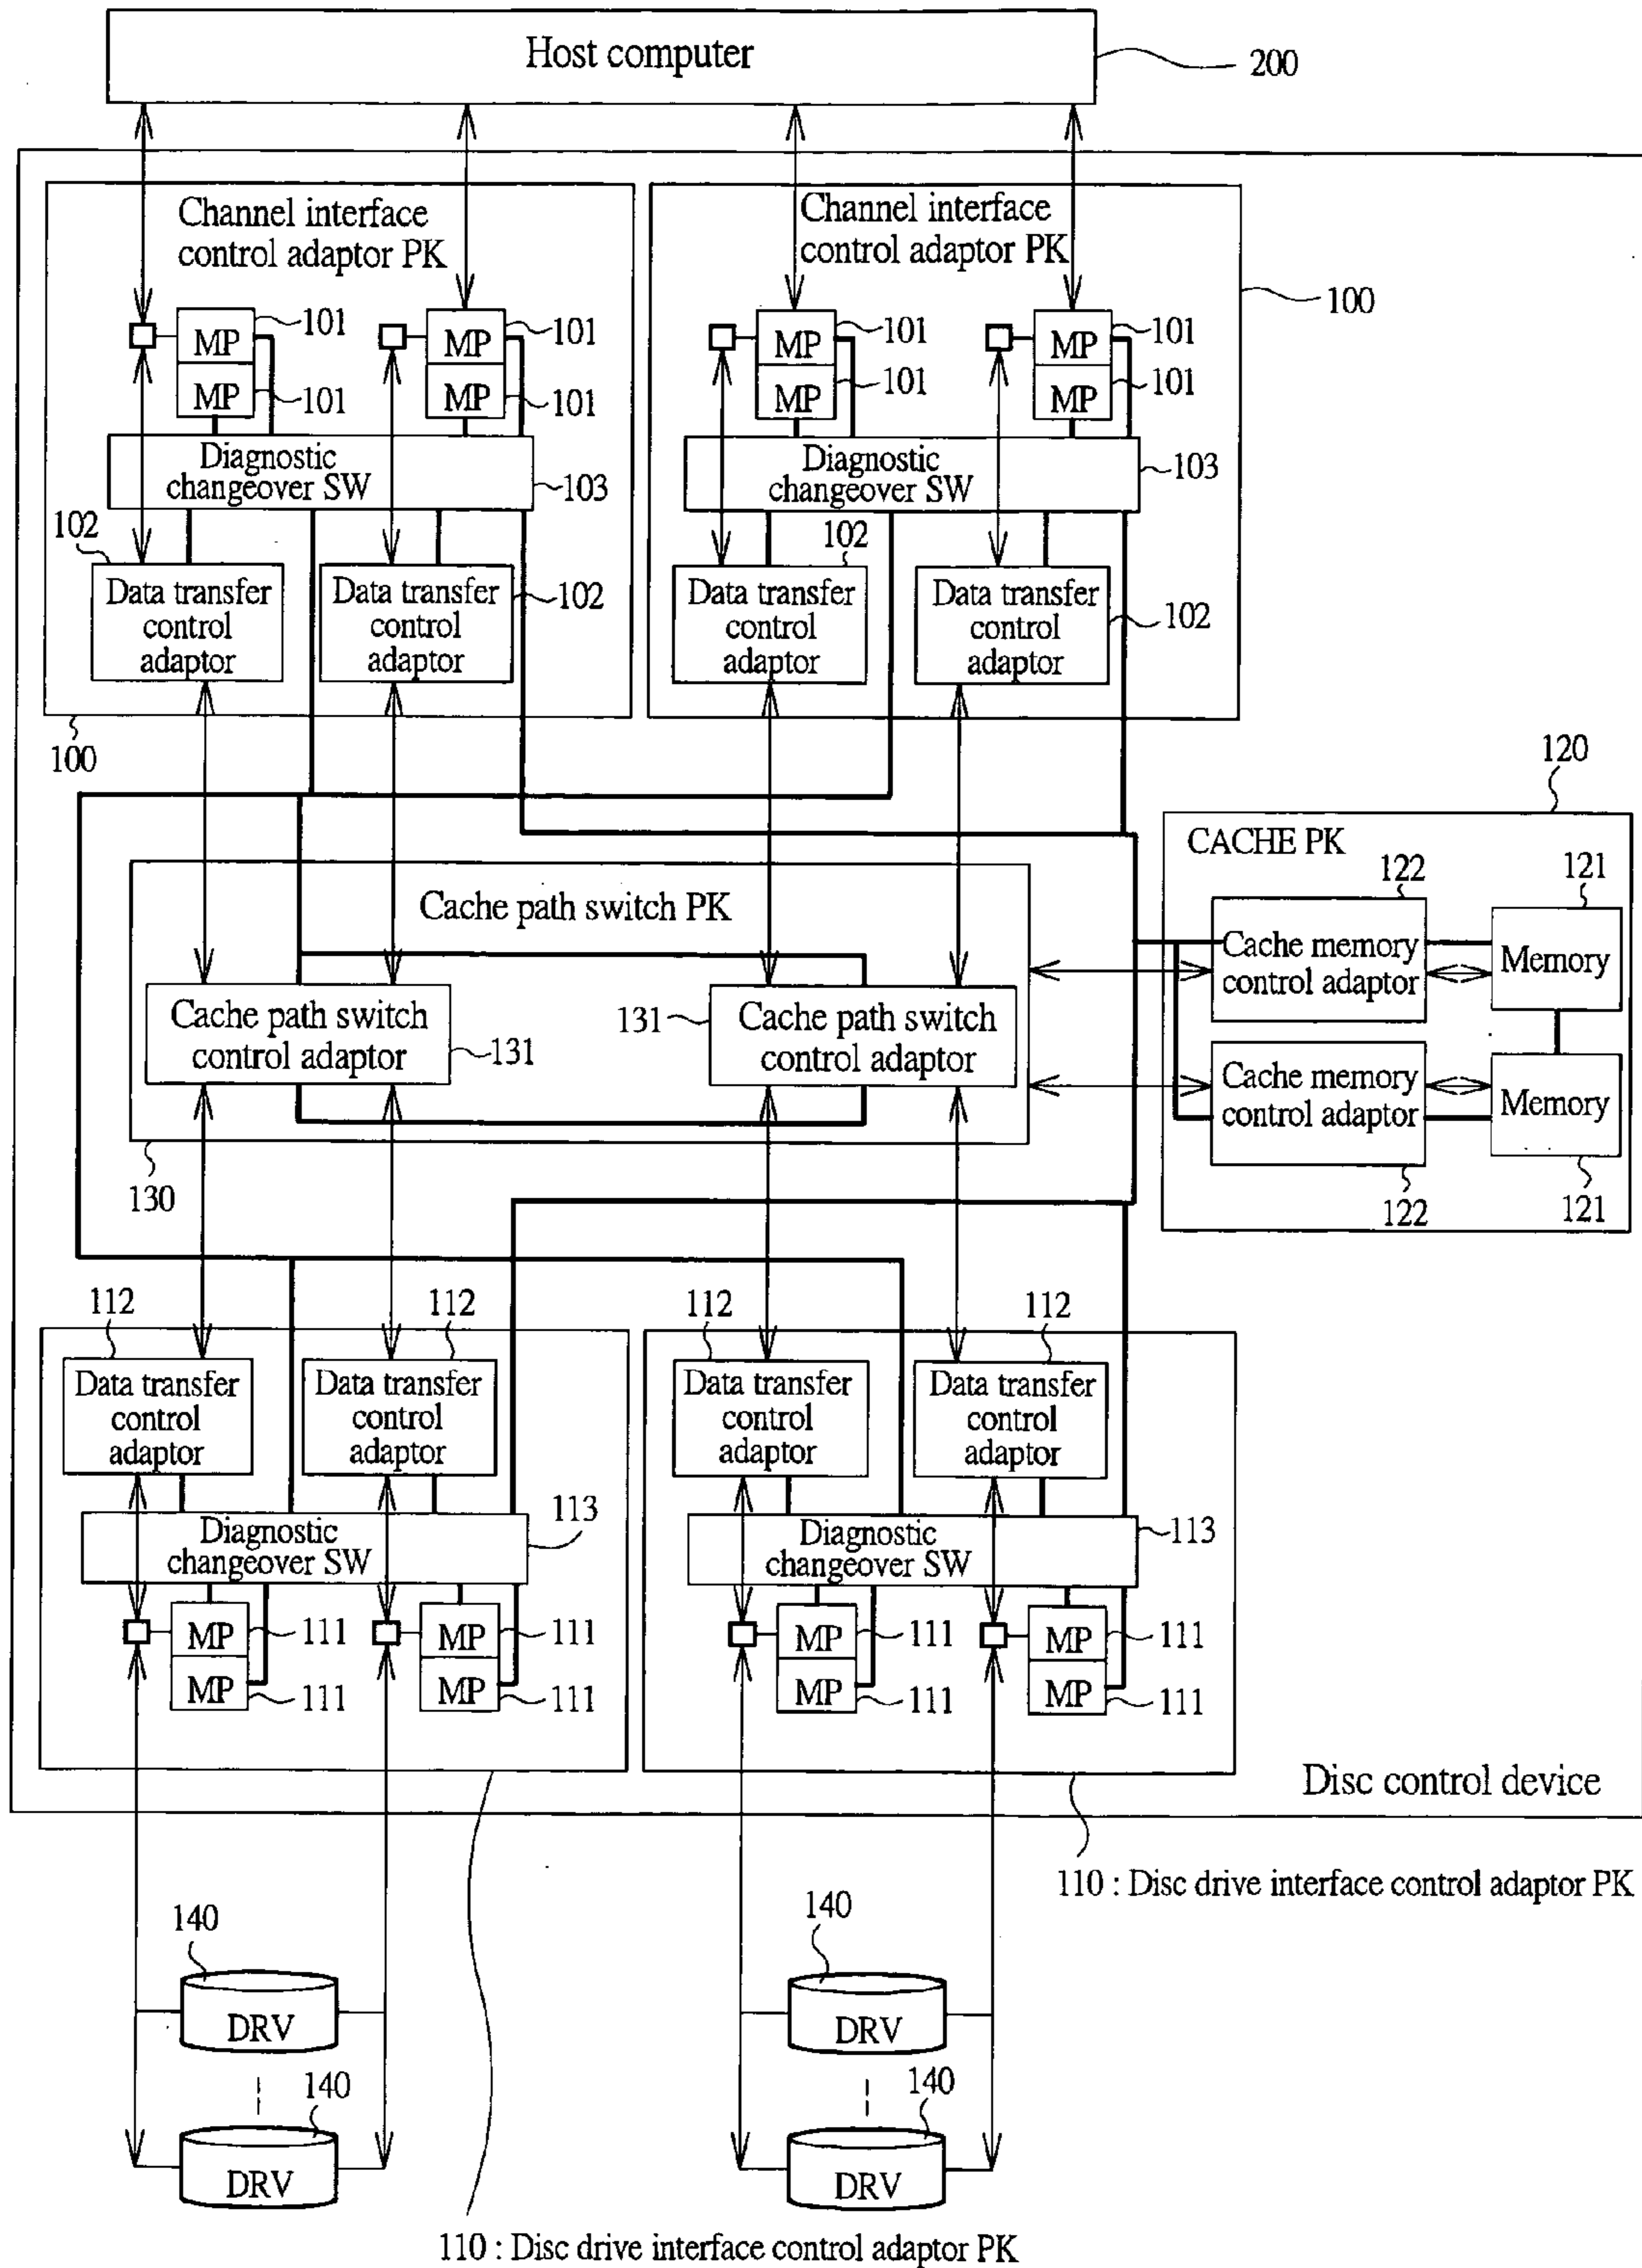 Host computer
200
Channel interface
control adaptor PK
Channel interface
control adaptor PK
100
MP
101
MP
101
MP
101
MP
101
MP
101
MP
101
MP
101
MP
101
Diagnostic
changeover SW
103
Diagnostic
changeover SW
103
102
Data transfer
control
adaptor
Data transfer
control
adaptor
102
102
Data transfer
control
adaptor
Data transfer
control
adaptor
102
100
120
CACHE PK
122
121
Cache memory
control adaptor
Memory
Cache memory
control adaptor
Memory
122
121
Cache path switch PK
Cache path switch
control adaptor
131
131
Cache path switch
control adaptor
130
112
112
112
112
Data transfer
control
adaptor
Data transfer
control
adaptor
Data transfer
control
adaptor
Data transfer
control
adaptor
Diagnostic
changeover SW
113
Diagnostic
changeover SW
113
MP
111
MP
111
MP
111
MP
111
MP
111
MP
111
MP
111
MP
111
Disc control device
110 : Disc drive interface control adaptor PK
140
DRV
140
DRV
140
DRV
140
DRV
110 : Disc drive interface control adaptor PK